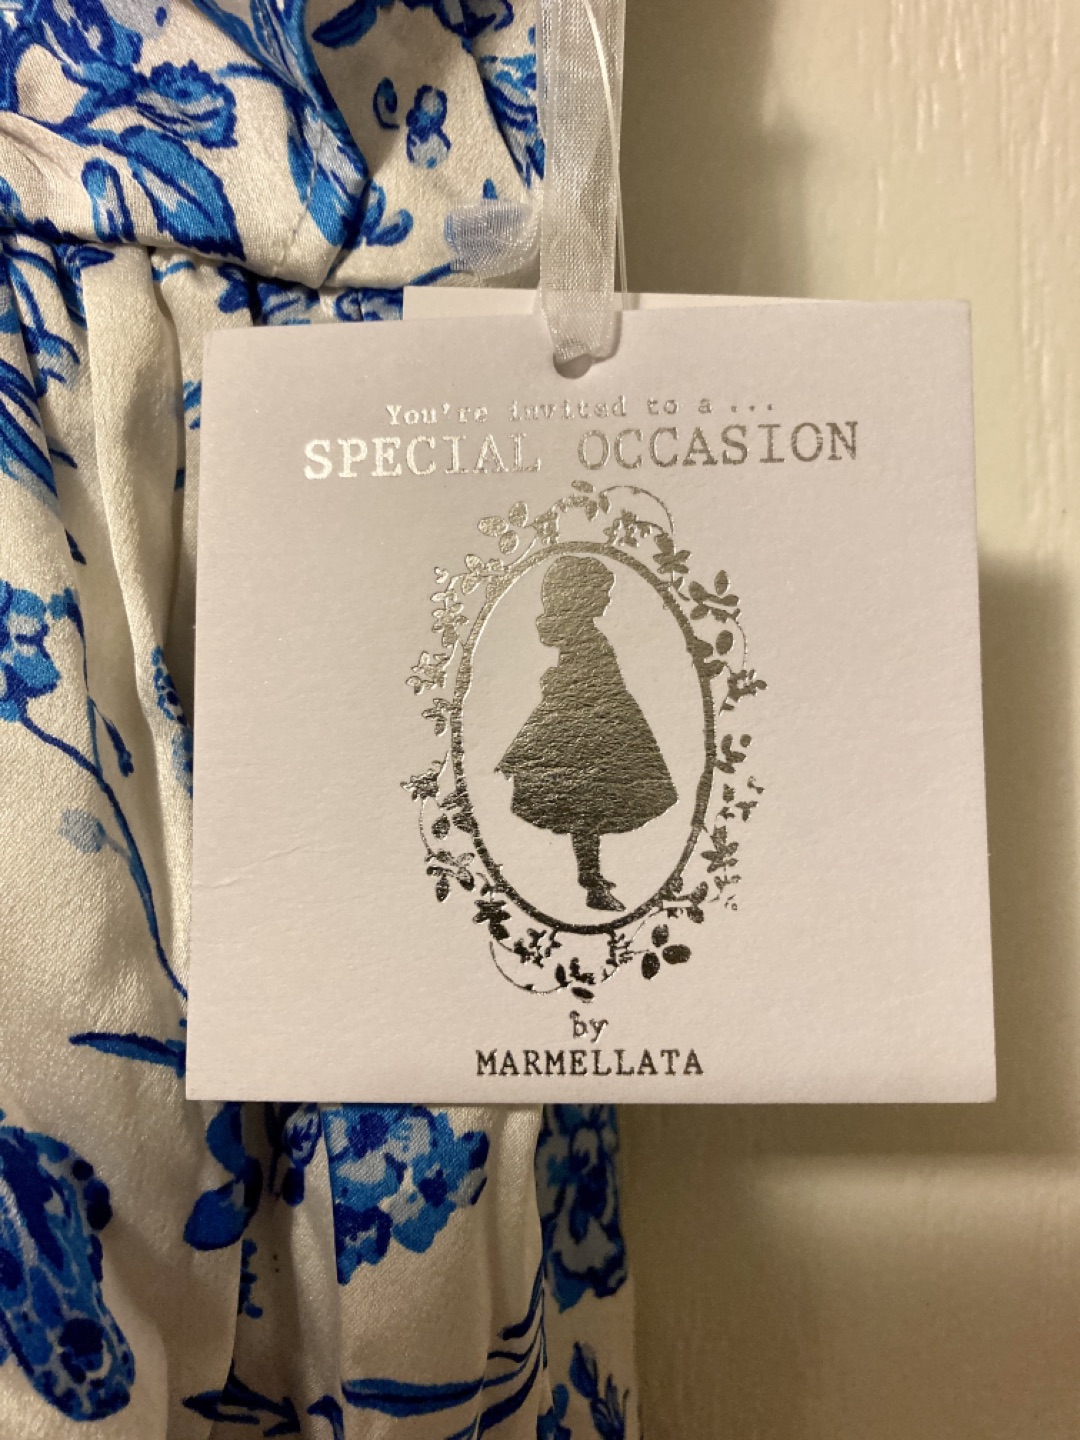 You're invited to a ...
SPECIAL OCCASION
by
MARMELLATA